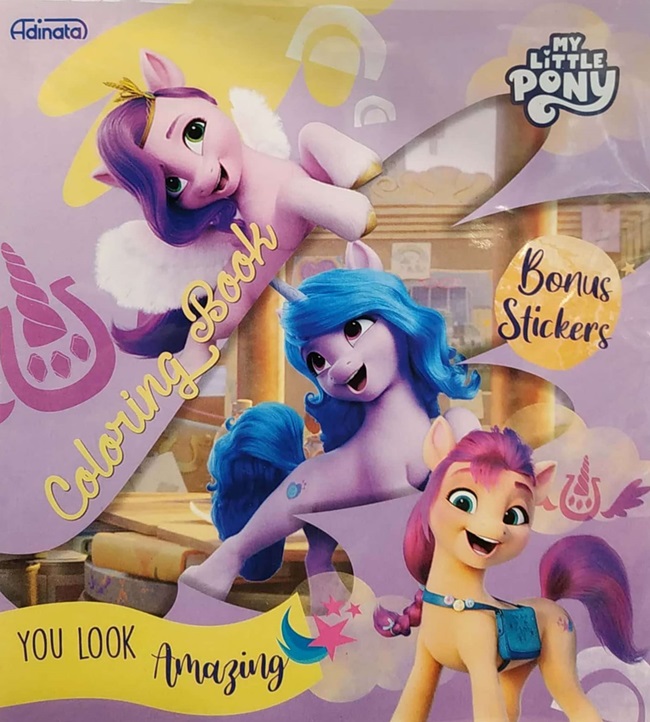 Adinata
MY
LITTLE
PONY
Coloring Book
Bonus
Stickers
YOU LOOK Amazing